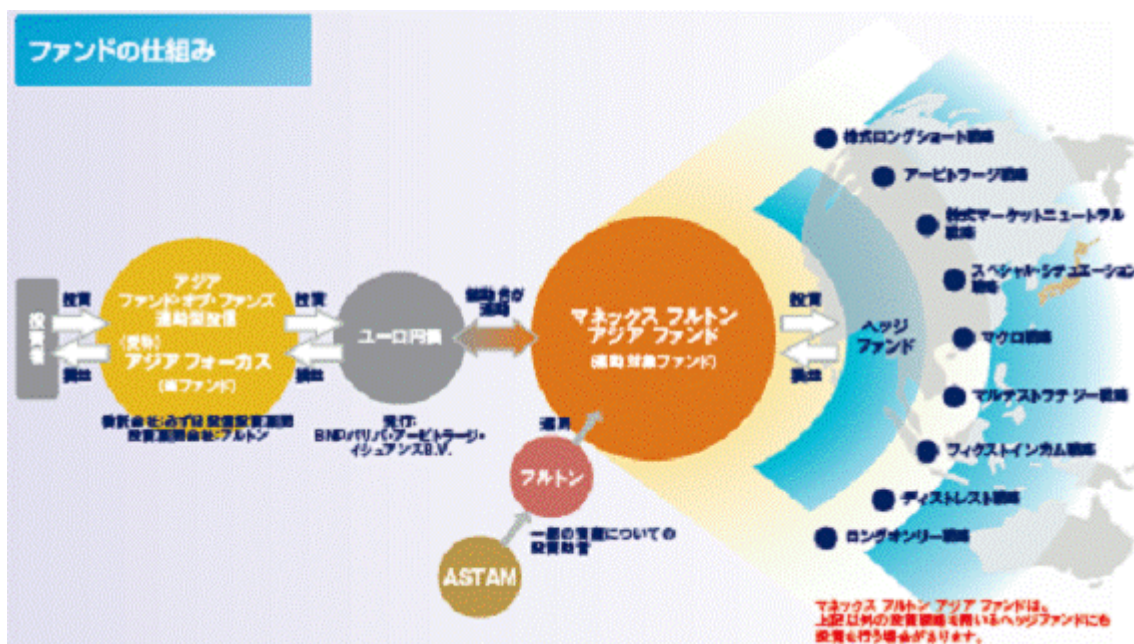 ファンドの仕組み
株式ロングショート戦略
アービトラージ戦略
株式マーケットニュートラル
戦略
スペシャル・シチュエーション
戦略
マクロ戦略
マルチストラテジー戦略
フィクストインカム戦略
ディストレスト戦略
ロングオンリー戦略
ヘッジ
ファンド
投資
マネックス フルトン
アジア ファンド
(連動対象ファンド)
投資
アジア
ファンド・オブ・ファンズ
連動型投信
(愛称)
アジアフォーカス
(当ファンド)
投資
ユーロ円債
連動
投資家
発行:
BNPパリバ・アービトラージ・
イシュアンスB.V.
運用
フルトン
一部の資産についての
投資助言
ASTAM
マネックス フルトン アジア ファンドは、
上記以外の投資戦略を用いるヘッジファンドにも
投資を行う場合があります。